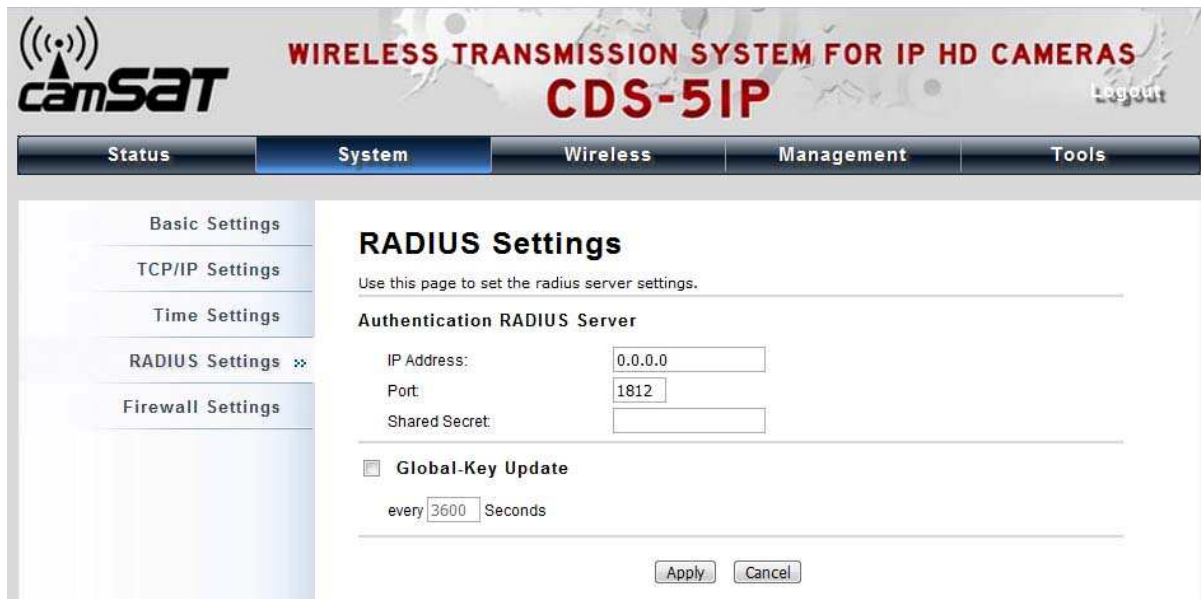 camSAT
WIRELESS TRANSMISSION SYSTEM FOR IP HD CAMERAS
CDS-5IP
Logout
Status System Wireless Management Tools
Basic Settings
TCP/IP Settings
Time Settings
RADIUS Settings »
Firewall Settings
RADIUS Settings
Use this page to set the radius server settings.
Authentication RADIUS Server
IP Address: 0.0.0.0
Port: 1812
Shared Secret:
Global-Key Update
every 3600 Seconds
Apply Cancel